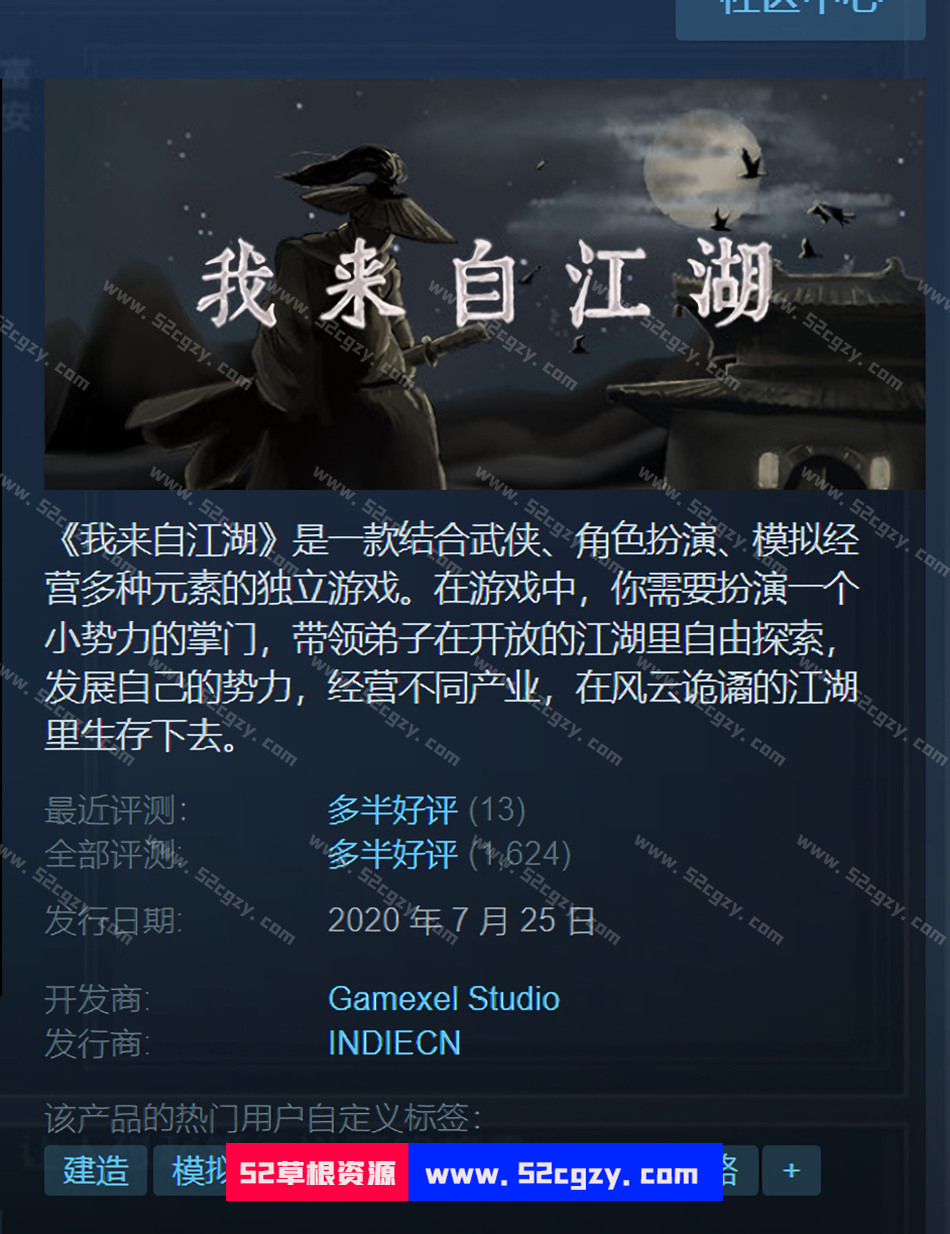 社区中心
我来自江湖
《我来自江湖》是一款结合武侠、角色扮演、模拟经
营多种元素的独立游戏。在游戏中，你需要扮演一个
小势力的掌门，带领弟子在开放的江湖里自由探索，
发展自己的势力，经营不同产业，在风云诡谲的江湖
里生存下去。
最近评测: 多半好评 (13)
全部评测: 多半好评 (1,624)
发行日期: 2020 年 7 月 25 日
开发商: Gamexel Studio
发行商: INDIECN
该产品的热门用户自定义标签:
建造 模拟 +
52草根资源 www.52cgzy.com